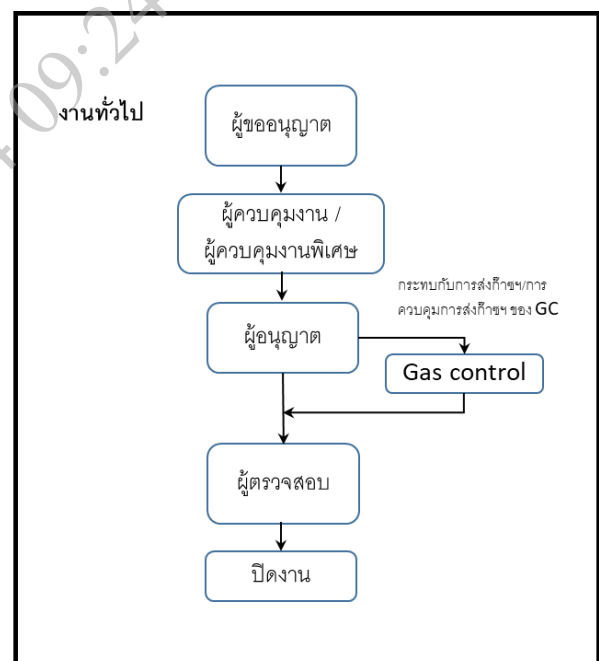 09:24
งานทั่วไป
ผู้ขออนุญาต
ผู้ควบคุมงาน /
ผู้ควบคุมงานพิเศษ
กระทบกับการส่งก๊าซฯ/การ
ควบคุมการส่งก๊าซฯ ของ GC
ผู้อนุญาต
Gas control
ผู้ตรวจสอบ
ปิดงาน